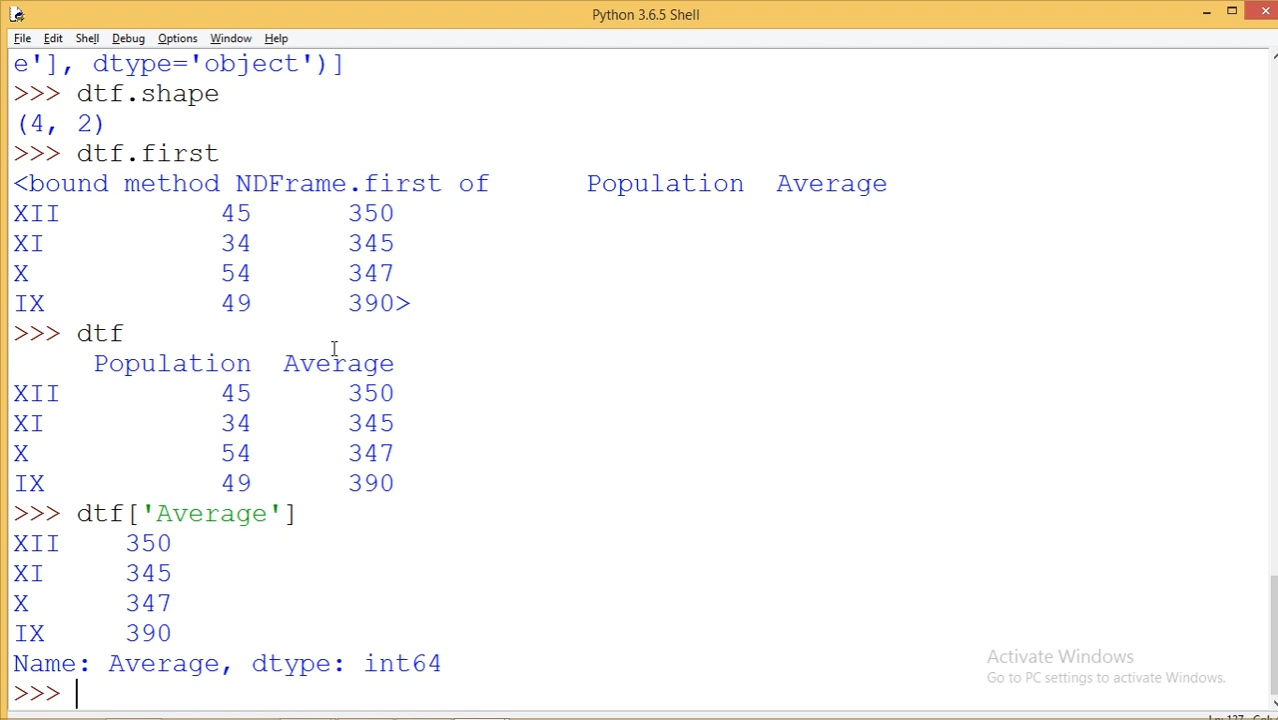 Python 3.6.5 Shell
File Edit Shell Debug Options Window Help
e'], dtype='object')]
>>> dtf.shape
(4, 2)
>>> dtf.first
<bound method NDFrame.first of      Population  Average
XII          45      350
XI           34      345
X            54      347
IX           49      390>
>>> dtf
     Population  Average
XII          45      350
XI           34      345
X            54      347
IX           49      390
>>> dtf['Average']
XII    350
XI     345
X      347
IX     390
Name: Average, dtype: int64
>>>
Activate Windows
Go to PC settings to activate Windows.